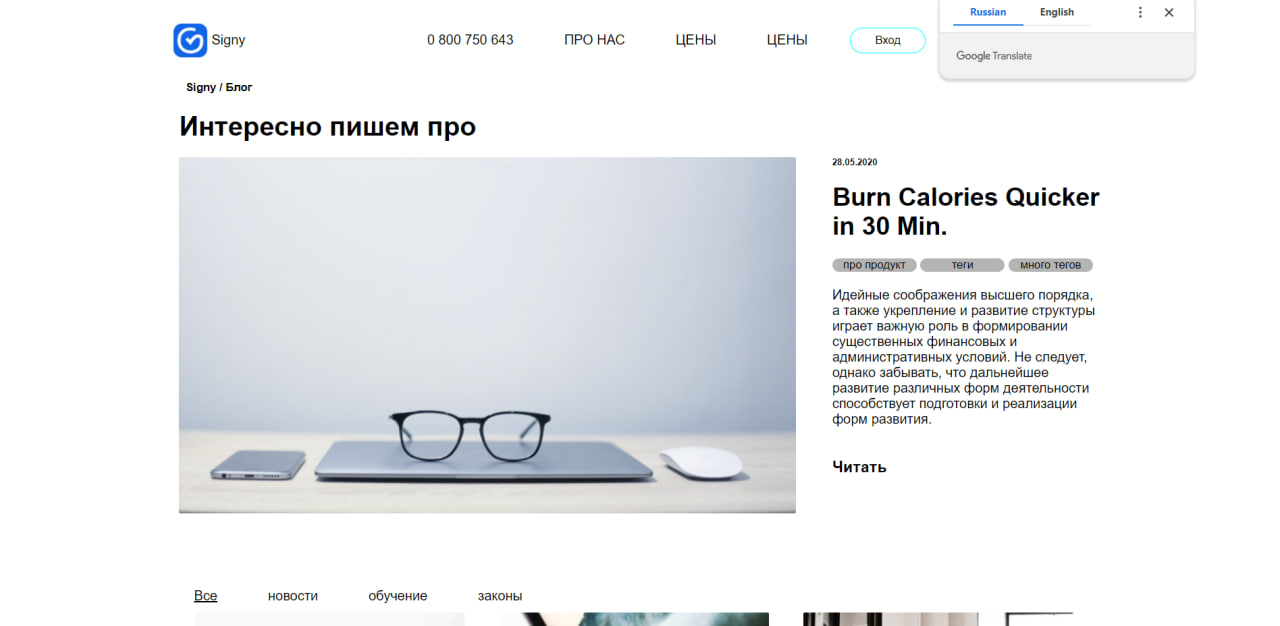 Signy
0 800 750 643
ПРО НАС
ЦЕНЫ
ЦЕНЫ
Вход
Russian
English
Google Translate
Signy / Блог
Интересно пишем про
28.05.2020
Burn Calories Quicker
in 30 Min.
про продукт
теги
много тегов
Идейные соображения высшего порядка,
а также укрепление и развитие структуры
играет важную роль в формировании
существенных финансовых и
административных условий. Не следует,
однако забывать, что дальнейшее
развитие различных форм деятельности
способствует подготовки и реализации
форм развития.
Читать
Все
новости
обучение
законы